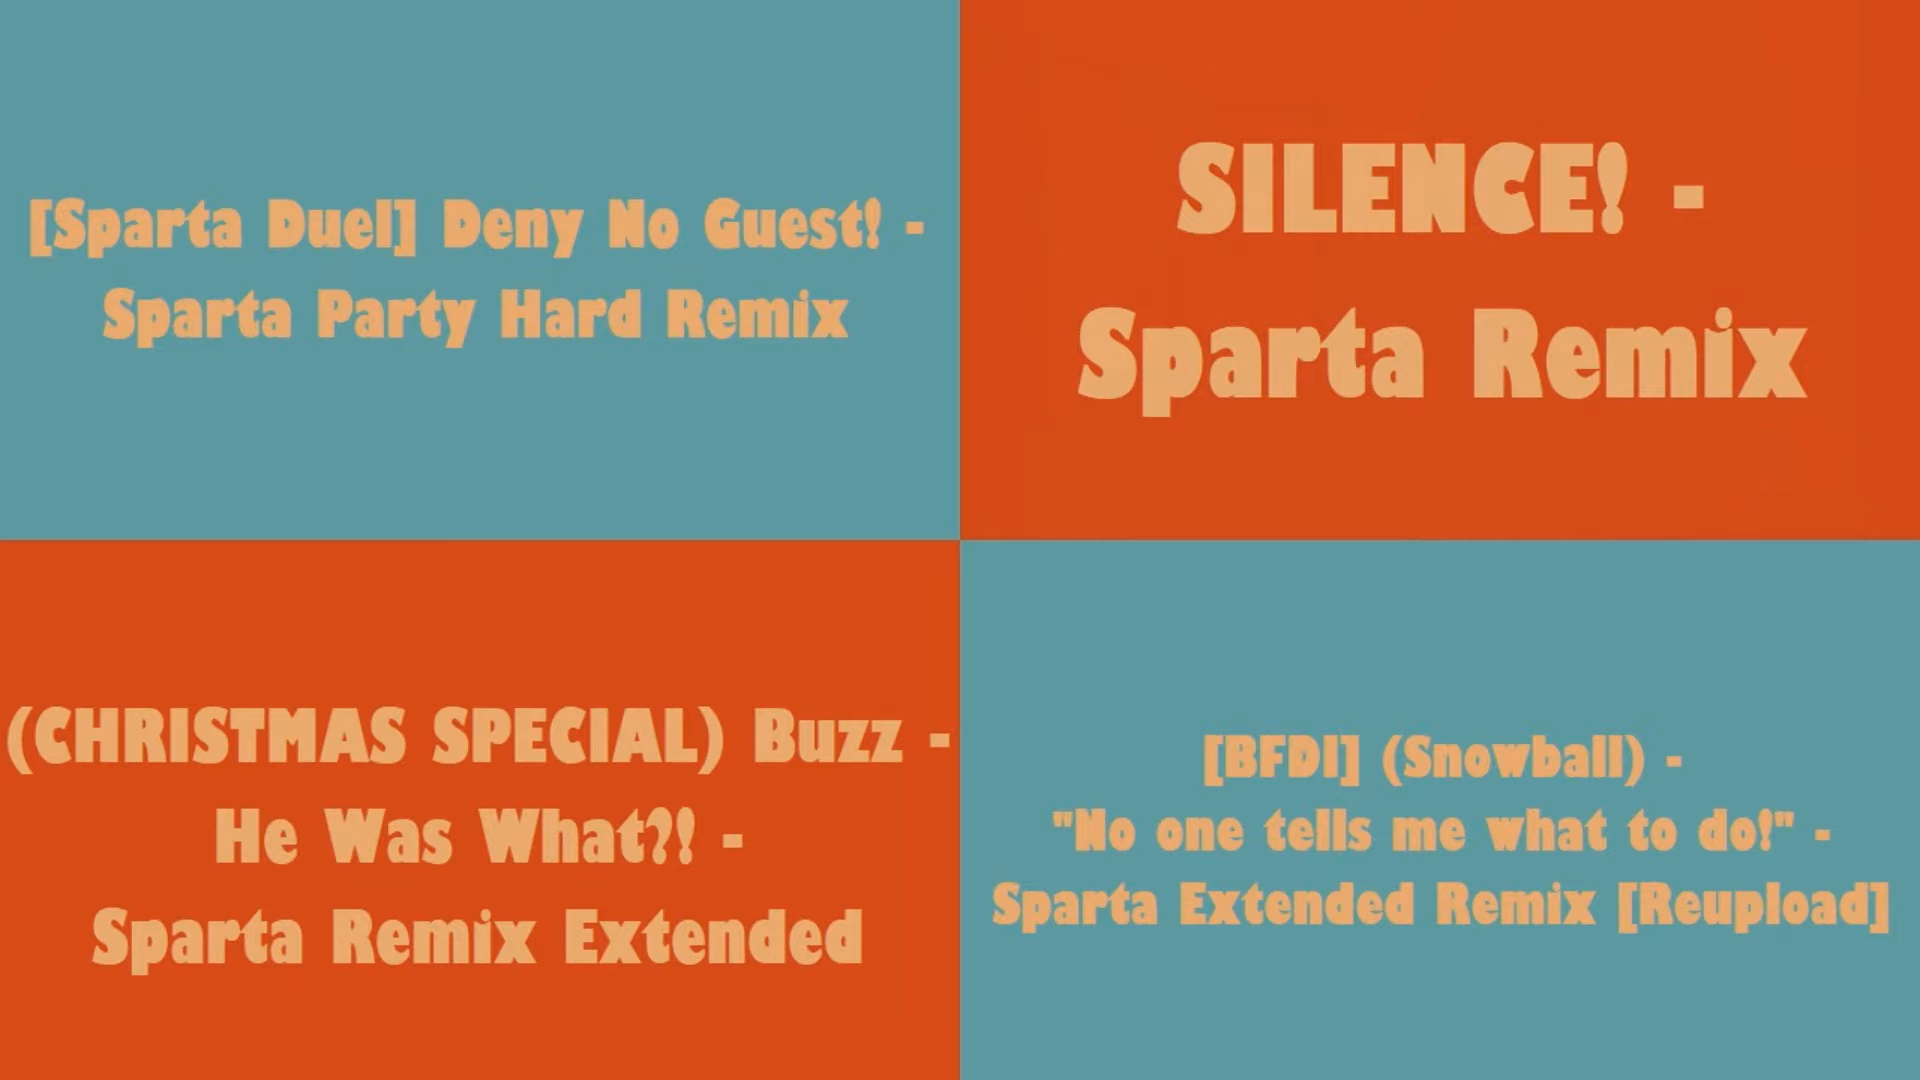 [Sparta Duel] Deny No Guest! -
Sparta Party Hard Remix
SILENCE! -
Sparta Remix
(CHRISTMAS SPECIAL) Buzz -
He Was What?! -
Sparta Remix Extended
[BFDI] (Snowball) -
"No one tells me what to do!" -
Sparta Extended Remix [Reupload]